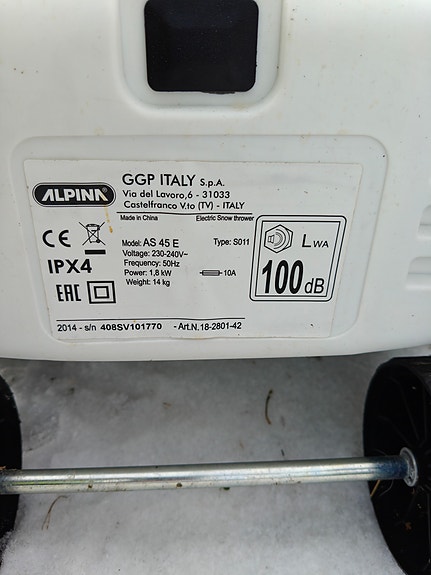 GGP ITALY S.p.A.
ALPINA
Via del Lavoro,6 - 31033
Castelfranco V.to (TV) - ITALY
Made in China
Electric Snow thrower
CE
Model: AS 45 E
Type: S011
Voltage: 230-240V~
Frequency: 50Hz
IPX4
Power: 1,8 kW
10A
Weight: 14 kg
EAC
LWA
100 dB
2014 - s/n 408SV101770 - Art.N. 18-2801-42